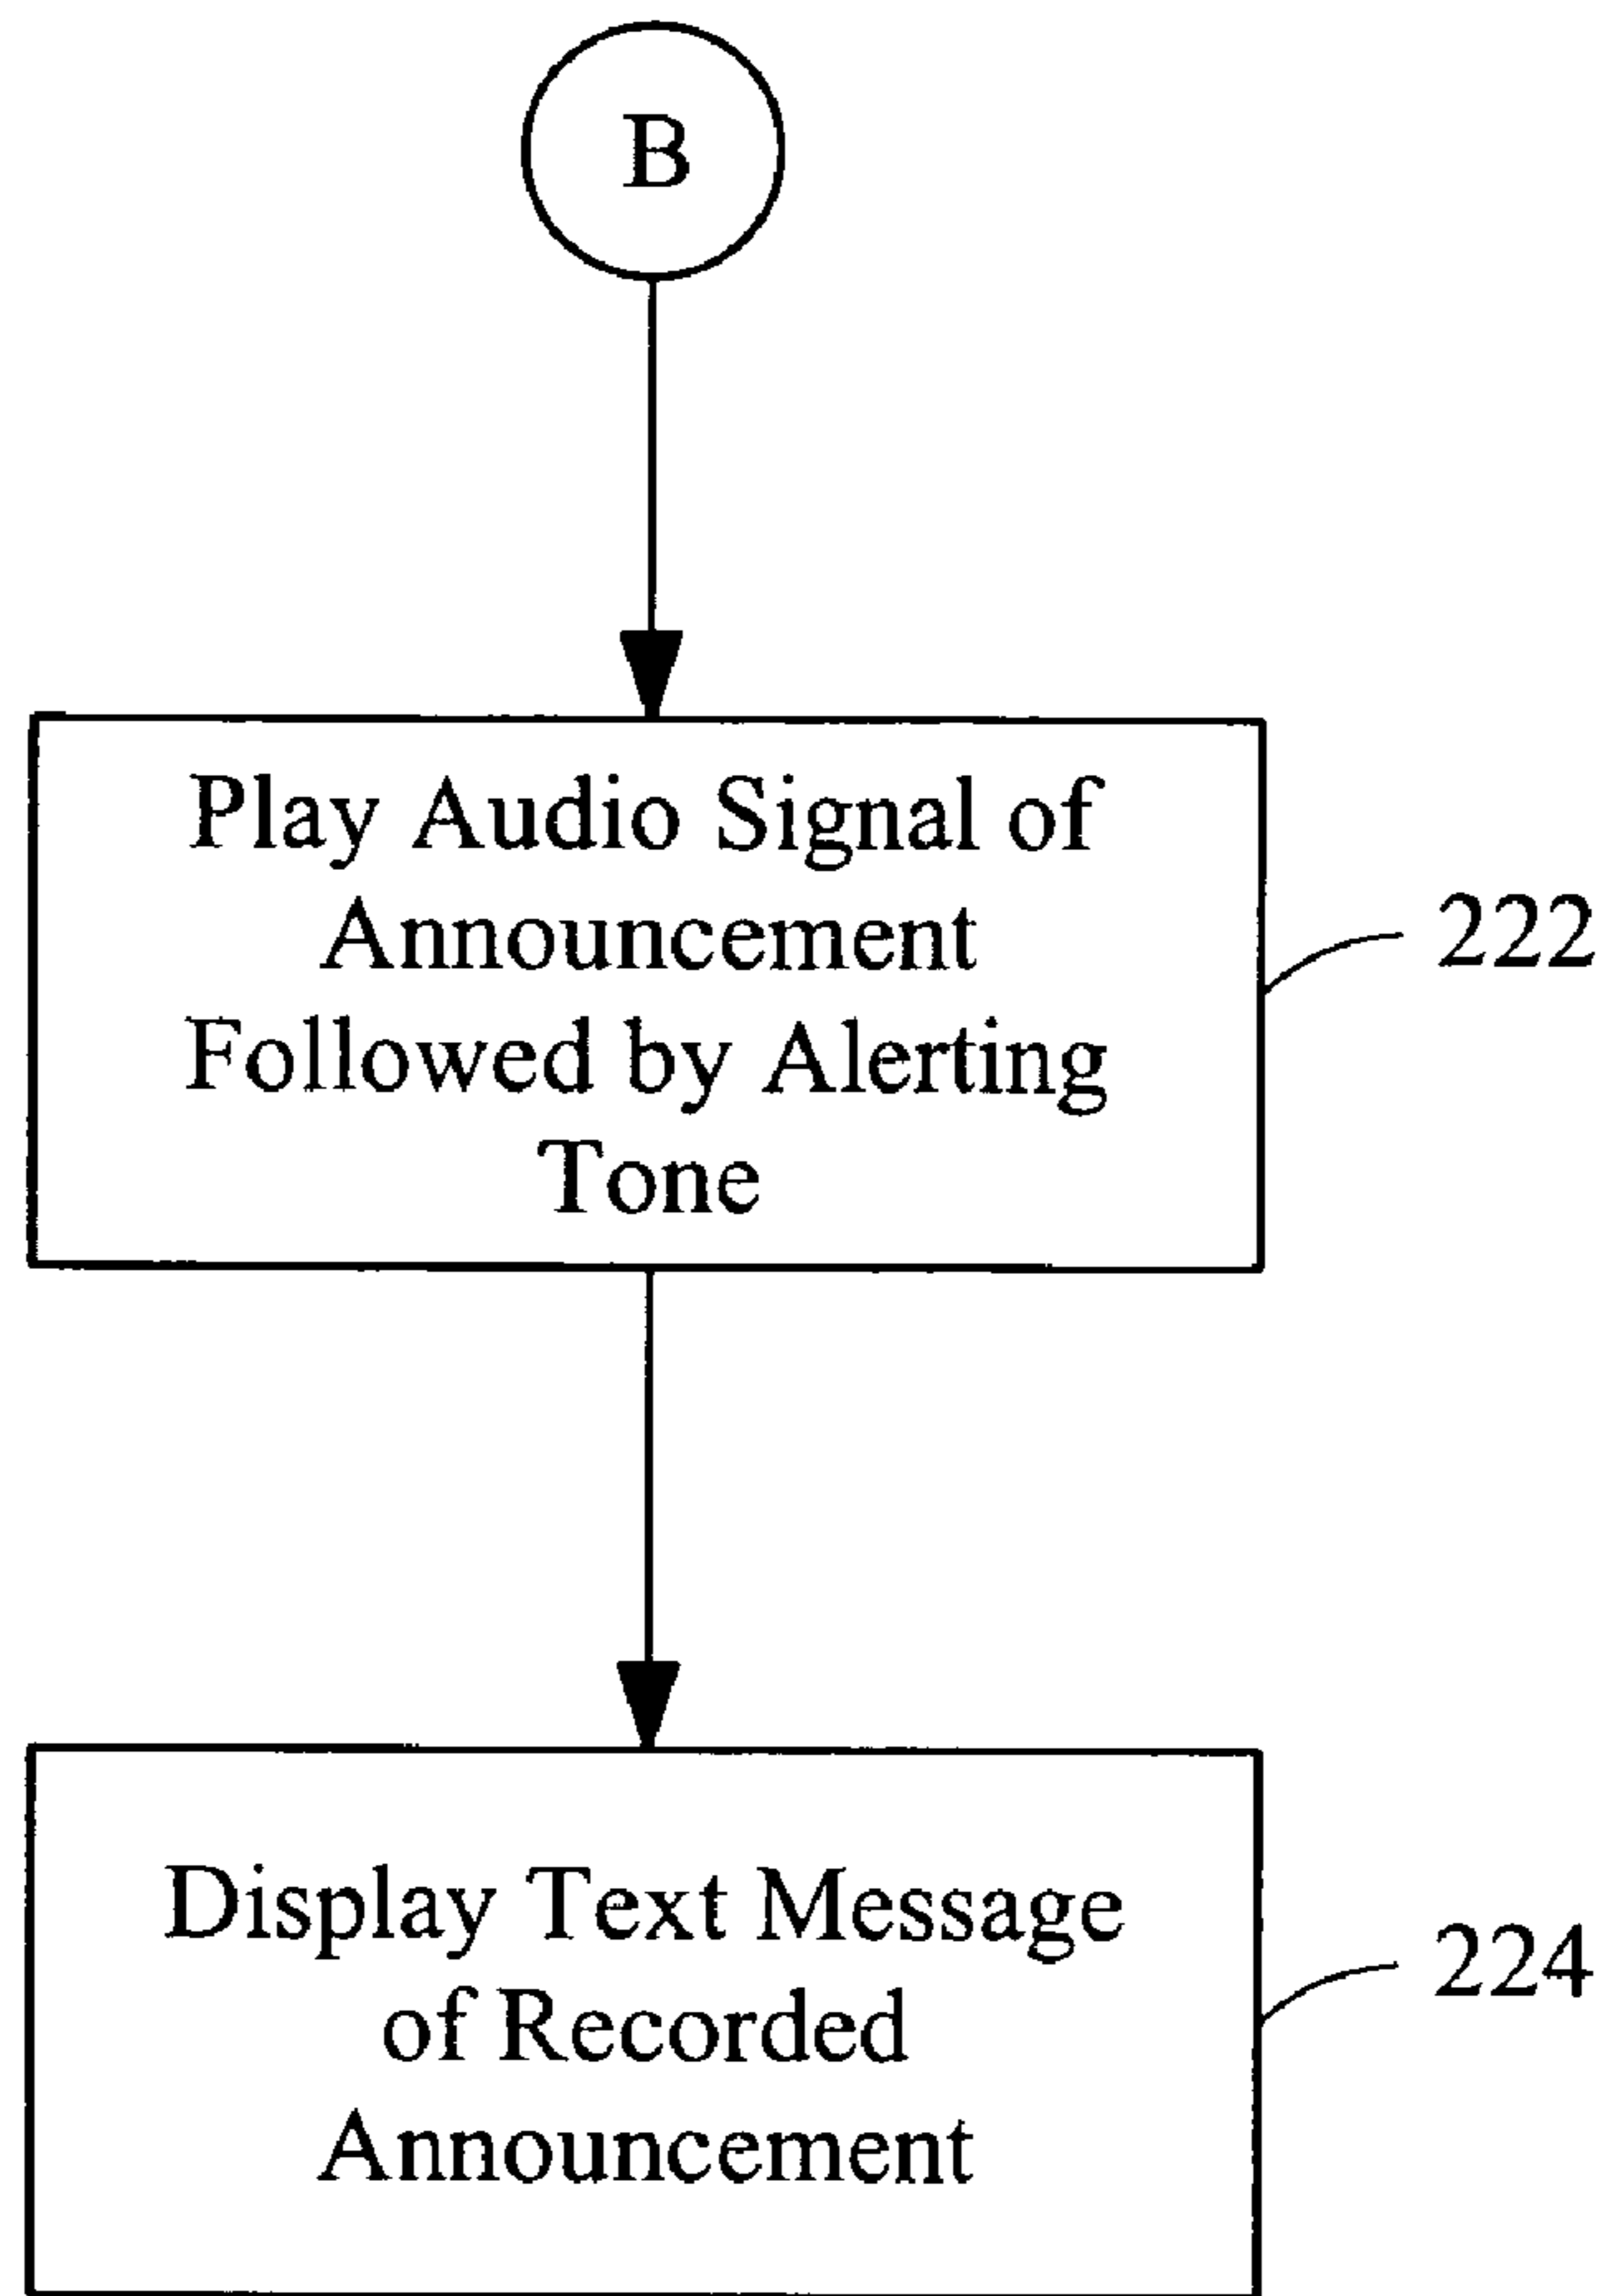 B
Play Audio Signal of
Announcement
Followed by Alerting
Tone
222
Display Text Message
of Recorded
Announcement
224